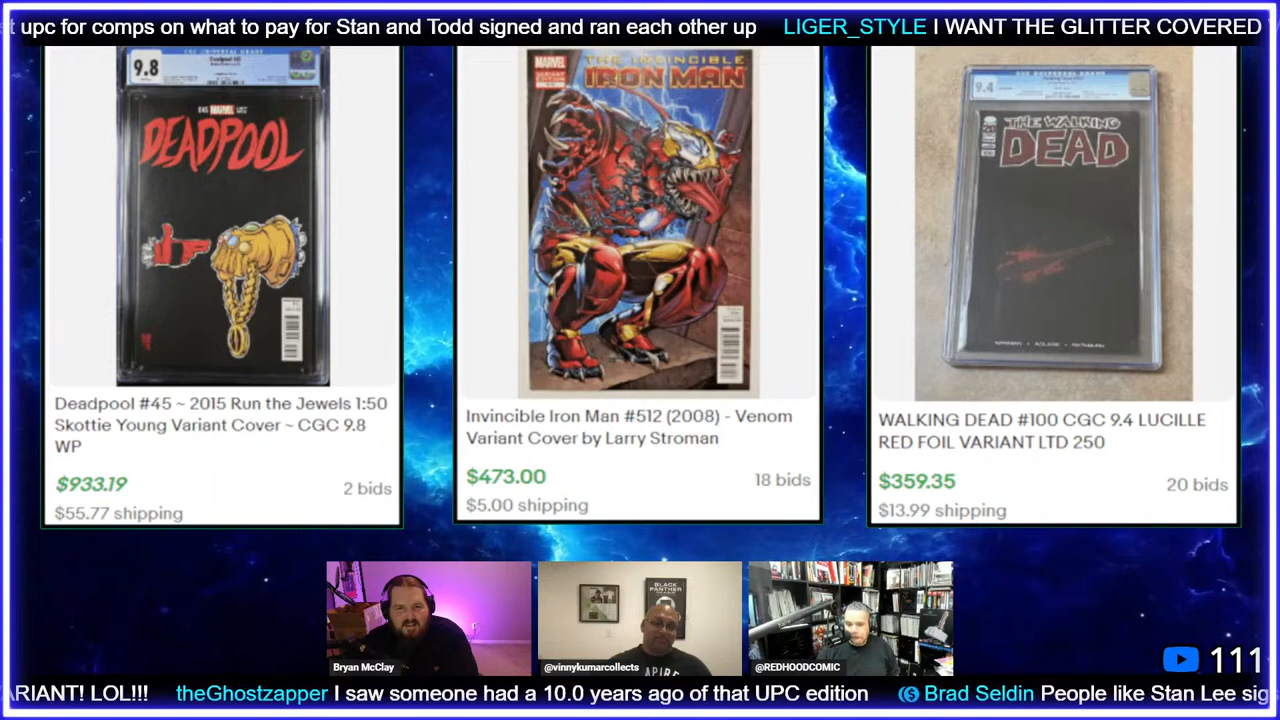 t upc for comps on what to pay for Stan and Todd signed and ran each other up LIGER_STYLE I WANT THE GLITTER COVERED
9.8
MARVEL
DEADPOOL
Deadpool #45 ~ 2015 Run the Jewels 1:50
Skottie Young Variant Cover ~ CGC 9.8
WP
$933.19
2 bids
$55.77 shipping
MARVEL
VARIANT
EDITION
THE INVINCIBLE
IRON MAN
Invincible Iron Man #512 (2008) - Venom
Variant Cover by Larry Stroman
$473.00
18 bids
$5.00 shipping
9.4
THE WALKING
DEAD
WALKING DEAD #100 CGC 9.4 LUCILLE
RED FOIL VARIANT LTD 250
$359.35
20 bids
$13.99 shipping
BLACK
PANTHER
Bryan McClay
@vinnykumarcollects
@REDHOODCOMIC
111
ARIANT! LOL!!! theGhostzapper I saw someone had a 10.0 years ago of that UPC edition Brad Seldin People like Stan Lee sig